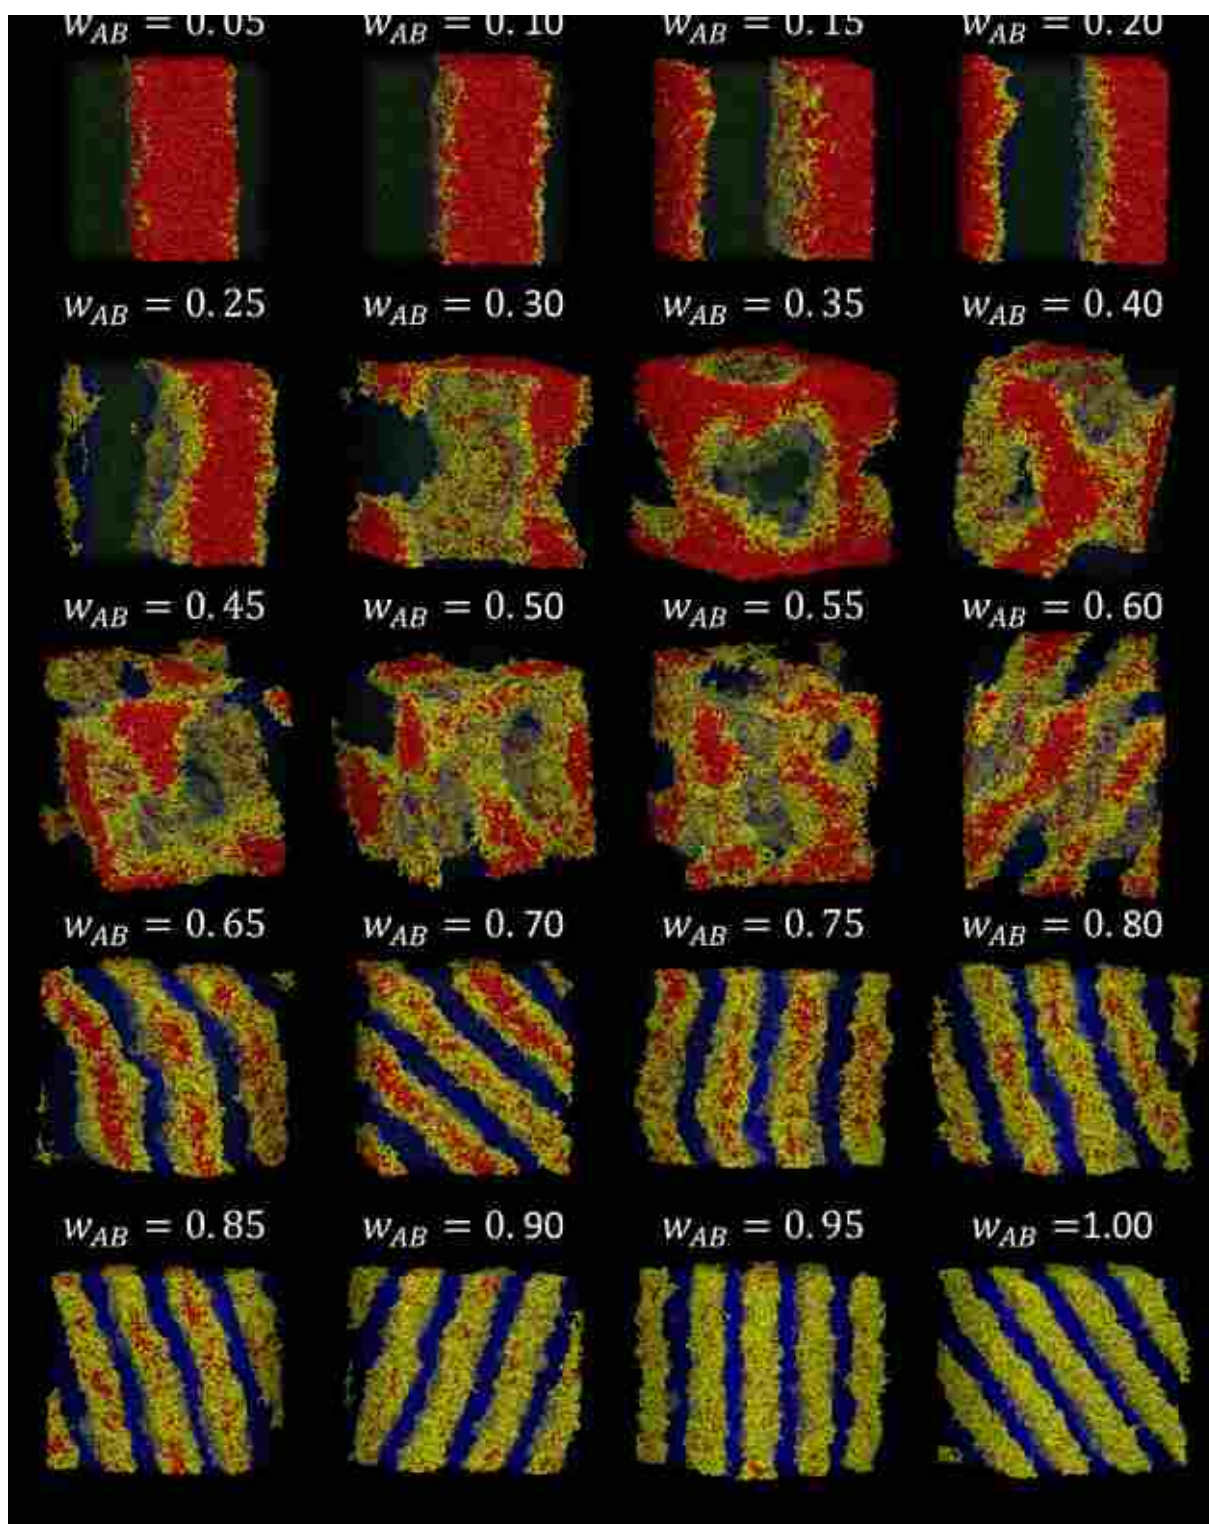 w_AB = 0.05 w_AB = 0.10 w_AB = 0.15 w_AB = 0.20
w_AB = 0.25 w_AB = 0.30 w_AB = 0.35 w_AB = 0.40
w_AB = 0.45 w_AB = 0.50 w_AB = 0.55 w_AB = 0.60
w_AB = 0.65 w_AB = 0.70 w_AB = 0.75 w_AB = 0.80
w_AB = 0.85 w_AB = 0.90 w_AB = 0.95 w_AB =1.00